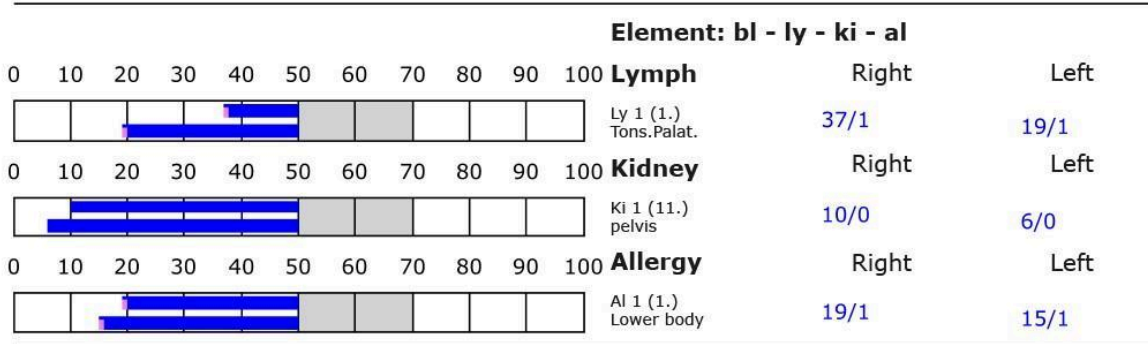 Element: bl - ly - ki - al
0 10 20 30 40 50 60 70 80 90 100 Lymph Right Left
Ly 1 (1.)
Tons.Palat.
37/1 19/1
0 10 20 30 40 50 60 70 80 90 100 Kidney Right Left
Ki 1 (11.)
pelvis
10/0 6/0
0 10 20 30 40 50 60 70 80 90 100 Allergy Right Left
Al 1 (1.)
Lower body
19/1 15/1